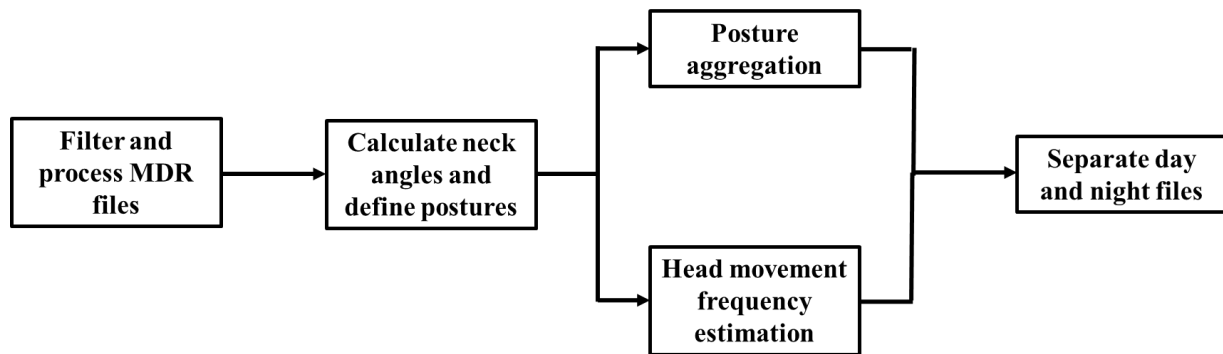 Filter and
process MDR
files
Calculate neck
angles and
define postures
Posture
aggregation
Head movement
frequency
estimation
Separate day
and night files